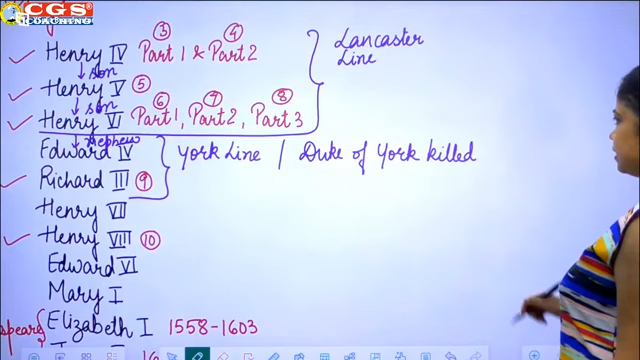 CGS
COACHING
③ ④
Henry IV Part 1 & Part 2
↓ son
Henry V ⑤
↓ son
⑥ ⑦ ⑧
Henry VI Part 1, Part 2, Part 3
Lancaster
Line
↓ nephew
Edward IV
York Line / Duke of York killed
Richard III ⑨
Henry VII
Henry VIII ⑩
Edward VI
Mary I
speare
Elizabeth I 1558-1603